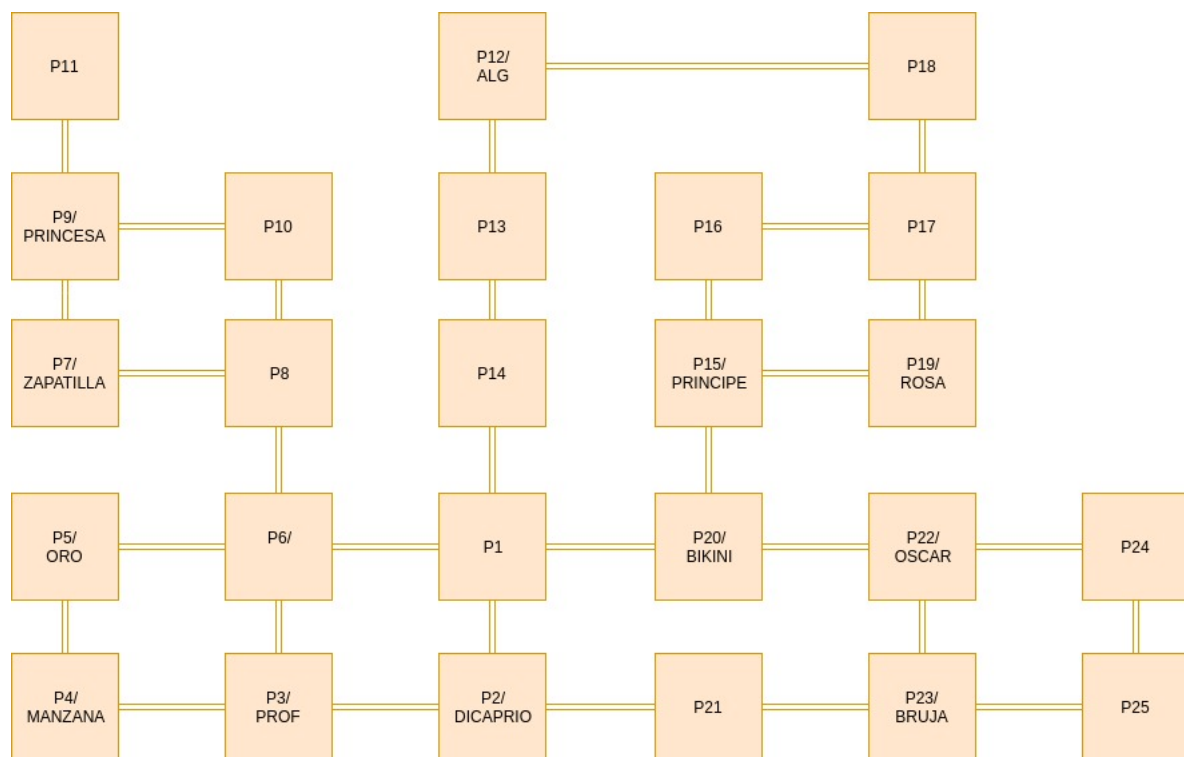 P11
P12/
ALG
P18
P9/
PRINCESA
P10
P13
P16
P17
P7/
ZAPATILLA
P8
P14
P15/
PRINCIPE
P19/
ROSA
P5/
ORO
P6/
P1
P20/
BIKINI
P22/
OSCAR
P24
P4/
MANZANA
P3/
PROF
P2/
DICAPRIO
P21
P23/
BRUJA
P25